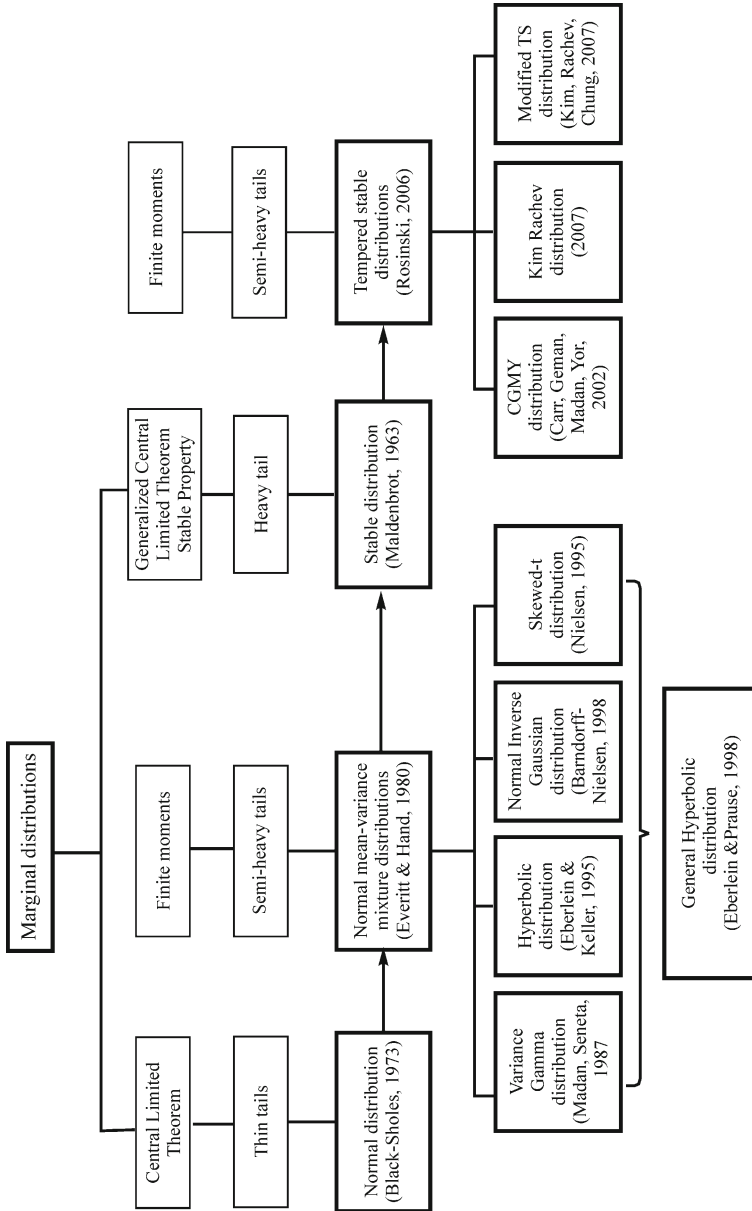 Marginal distributions
Central Limited
Theorem
Finite moments
Generalized Central
Limited Theorem
Stable Property
Finite moments
Thin tails
Semi-heavy tails
Heavy tail
Semi-heavy tails
Normal distribution
(Black-Sholes, 1973)
Normal mean-variance
mixture distributions
(Everitt & Hand, 1980)
Stable distribution
(Maldenbrot, 1963)
Tempered stable
distributions
(Rosinski, 2006)
Variance
Gamma
distribution
(Madan, Seneta,
1987
Hyperbolic
distribution
(Eberlein &
Keller, 1995)
Normal Inverse
Gaussian
distribution
(Barndorff-
Nielsen, 1998
Skewed-t
distribution
(Nielsen, 1995)
CGMY
distribution
(Carr, Geman,
Madan, Yor,
2002)
Kim Rachev
distribution
(2007)
Modified TS
distribution
(Kim, Rachev,
Chung, 2007)
General Hyperbolic
distribution
(Eberlein &Prause, 1998)